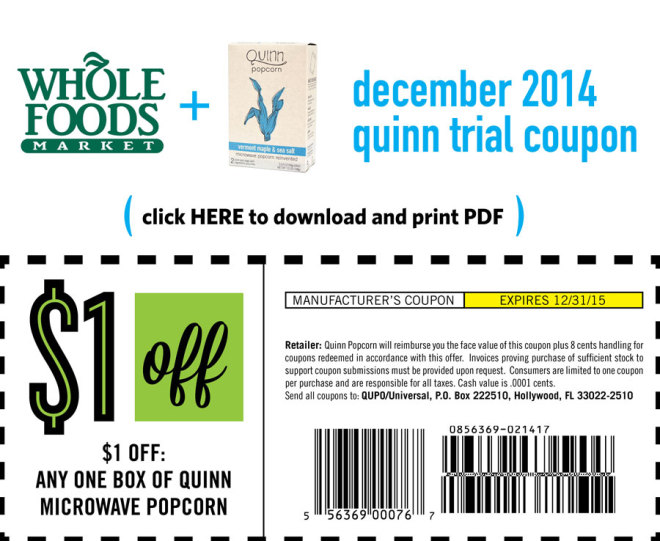 WHOLE
FOODS
MARKET
+
Quinn
popcorn
vermont maple & sea salt
microwave popcorn reinvented
december 2014
quinn trial coupon
( click HERE to download and print PDF )
$1 off
$1 OFF:
ANY ONE BOX OF QUINN
MICROWAVE POPCORN
MANUFACTURER'S COUPON EXPIRES 12/31/15
Retailer: Quinn Popcorn will reimburse you the face value of this coupon plus 8 cents handling for
coupons redeemed in accordance with this offer. Invoices proving purchase of sufficient stock to
support coupon submissions must be provided upon request. Consumers are limited to one coupon
per purchase and are responsible for all taxes. Cash value is .0001 cents.
Send all coupons to: QUPO/Universal, P.O. Box 222510, Hollywood, FL 33022-2510
0856369-021417
5 56369 00076 7